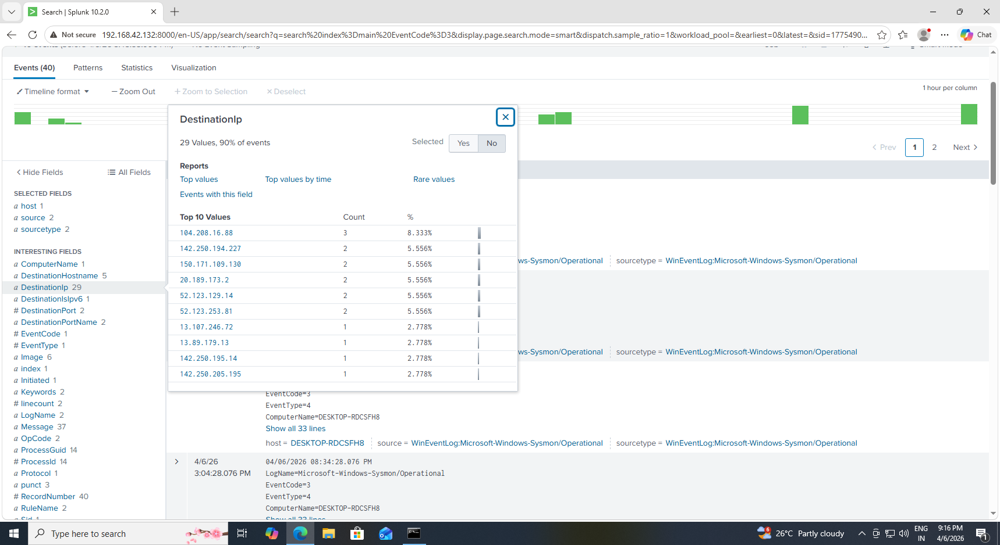 Search | Splunk 10.2.0
Not secure 192.168.42.132:8000/en-US/app/search/search?q=search%20index%3Dmain%20EventCode%3D3&display.page.search.mode=smart&dispatch.sample_ratio=1&workload_pool=&earliest=0&latest=&sid=1775490...
Chat
Events (40) Patterns Statistics Visualization
Timeline format Zoom Out + Zoom to Selection × Deselect
1 hour per column
DestinationIp
29 Values, 90% of events
Selected Yes No
Prev 1 2 Next
Reports
Top values Top values by time Rare values
Events with this field
Top 10 Values Count %
104.208.16.88 3 8.333%
142.250.194.227 2 5.556%
150.171.109.130 2 5.556%
20.189.173.2 2 5.556%
52.123.129.14 2 5.556%
52.123.253.81 2 5.556%
13.107.246.72 1 2.778%
13.89.179.13 1 2.778%
142.250.195.14 1 2.778%
142.250.205.195 1 2.778%
Hide Fields All Fields
SELECTED FIELDS
a host 1
a source 2
a sourcetype 2
INTERESTING FIELDS
a ComputerName 1
a DestinationHostname 5
a DestinationIp 29
a DestinationIsIpv6 1
# DestinationPort 2
a DestinationPortName 2
# EventCode 1
# EventType 1
a Image 6
a index 1
a Initiated 1
a Keywords 2
# linecount 2
a LogName 2
a Message 37
a OpCode 2
a ProcessGuid 14
# ProcessId 14
a Protocol 1
a punct 3
# RecordNumber 40
a RuleName 2
a Sid 1
ws-Sysmon/Operational sourcetype = WinEventLog:Microsoft-Windows-Sysmon/Operational
ws-Sysmon/Operational sourcetype = WinEventLog:Microsoft-Windows-Sysmon/Operational
EventCode=3
EventType=4
ComputerName=DESKTOP-RDCSFH8
Show all 33 lines
host = DESKTOP-RDCSFH8 source = WinEventLog:Microsoft-Windows-Sysmon/Operational sourcetype = WinEventLog:Microsoft-Windows-Sysmon/Operational
4/6/26
3:04:28.076 PM
04/06/2026 08:34:28.076 PM
LogName=Microsoft-Windows-Sysmon/Operational
EventCode=3
EventType=4
ComputerName=DESKTOP-RDCSFH8
Show all 33 lines
Type here to search
6
26°C Partly cloudy
ENG
IN
9:16 PM
4/6/2026
1